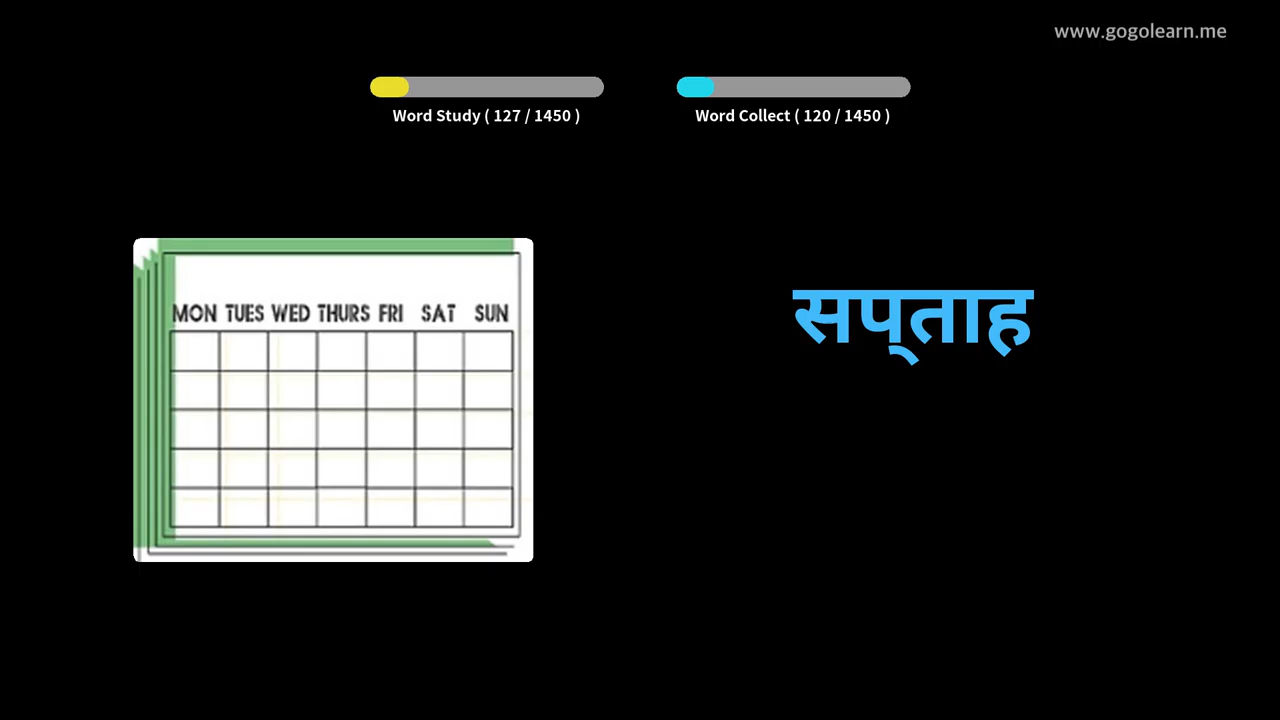 www.gogolearn.me
Word Study ( 127 / 1450 )
Word Collect ( 120 / 1450 )
MON TUES WED THURS FRI SAT SUN
सप्ताह